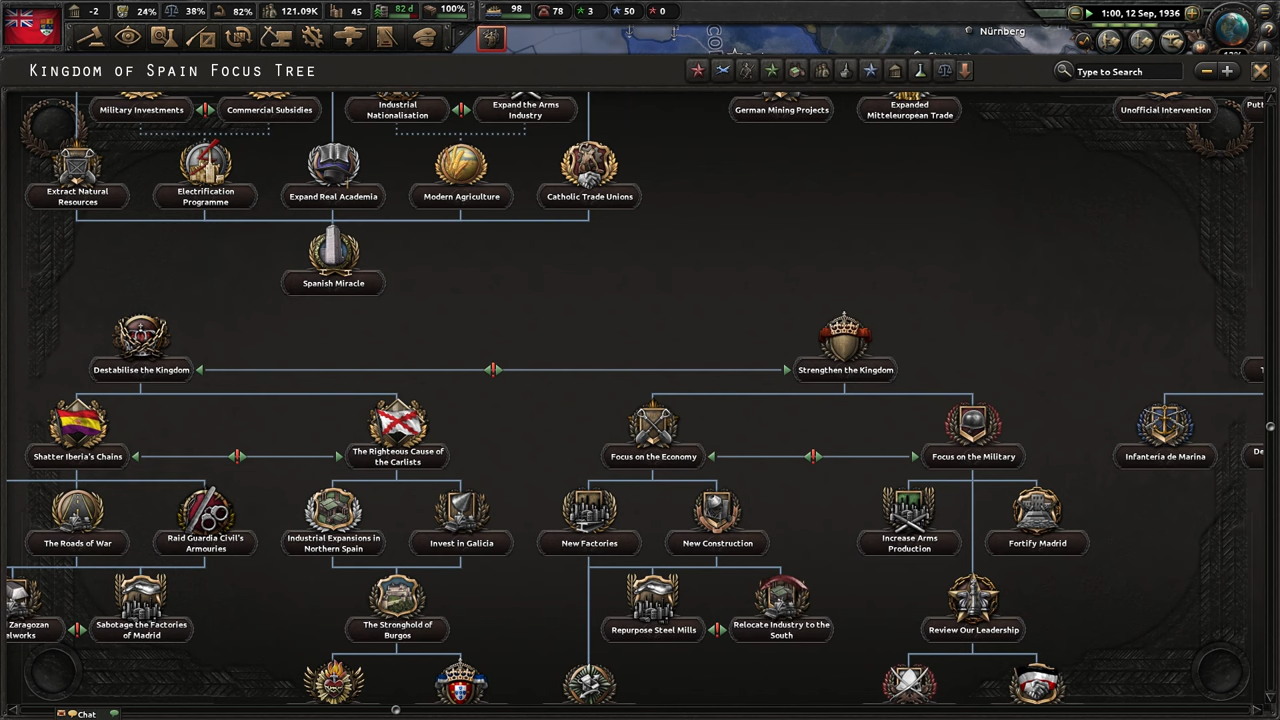 -2 24% 38% 82% 121.09K 45 82 d 100% 98 78 3 50 0 1:00, 12 Sep, 1936
Nürnberg
Kingdom of Spain Focus Tree
Type to Search
Military Investments
Commercial Subsidies
Industrial
Nationalisation
Expand the Arms
Industry
German Mining Projects
Expanded
Mitteleuropean Trade
Unofficial Intervention
Extract Natural
Resources
Electrification
Programme
Expand Real Academia
Modern Agriculture
Catholic Trade Unions
Spanish Miracle
Destabilise the Kingdom
Strengthen the Kingdom
Shatter Iberia's Chains
The Righteous Cause of
the Carlists
Focus on the Economy
Focus on the Military
Infanteria de Marina
The Roads of War
Raid Guardia Civil's
Armouries
Industrial Expansions in
Northern Spain
Invest in Galicia
New Factories
New Construction
Increase Arms
Production
Fortify Madrid
Zaragozan
elworks
Sabotage the Factories
of Madrid
The Stronghold of
Burgos
Repurpose Steel Mills
Relocate Industry to the
South
Review Our Leadership
Chat